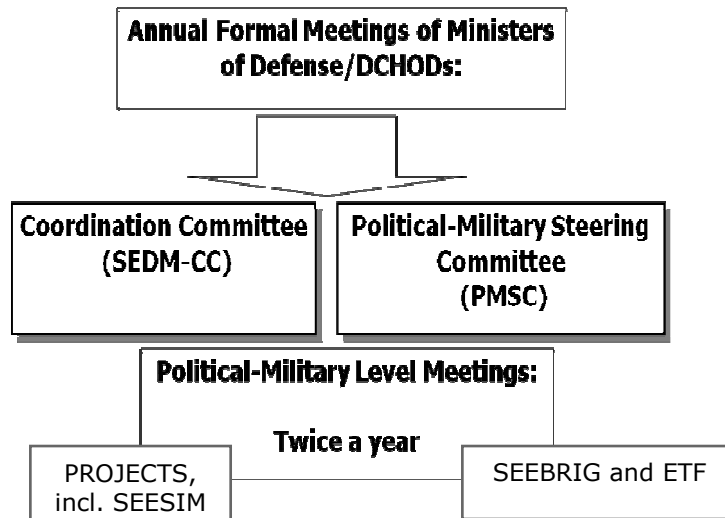 Annual Formal Meetings of Ministers
of Defense/DCHODs:
Coordination Committee
(SEDM-CC)
Political-Military Steering
Committee
(PMSC)
Political-Military Level Meetings:
Twice a year
PROJECTS,
incl. SEESIM
SEEBRIG and ETF